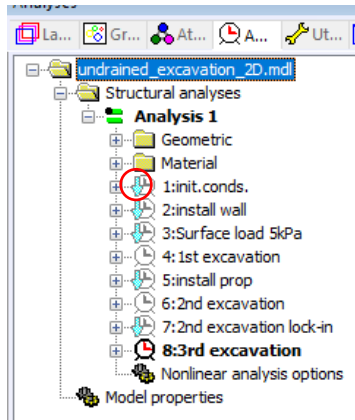 Analyses
La... Gr... At... A... Ut...
undrained_excavation_2D.mdl
Structural analyses
Analysis 1
Geometric
Material
1:init.conds.
2:install wall
3:Surface load 5kPa
4:1st excavation
5:install prop
6:2nd excavation
7:2nd excavation lock-in
8:3rd excavation
Nonlinear analysis options
Model properties